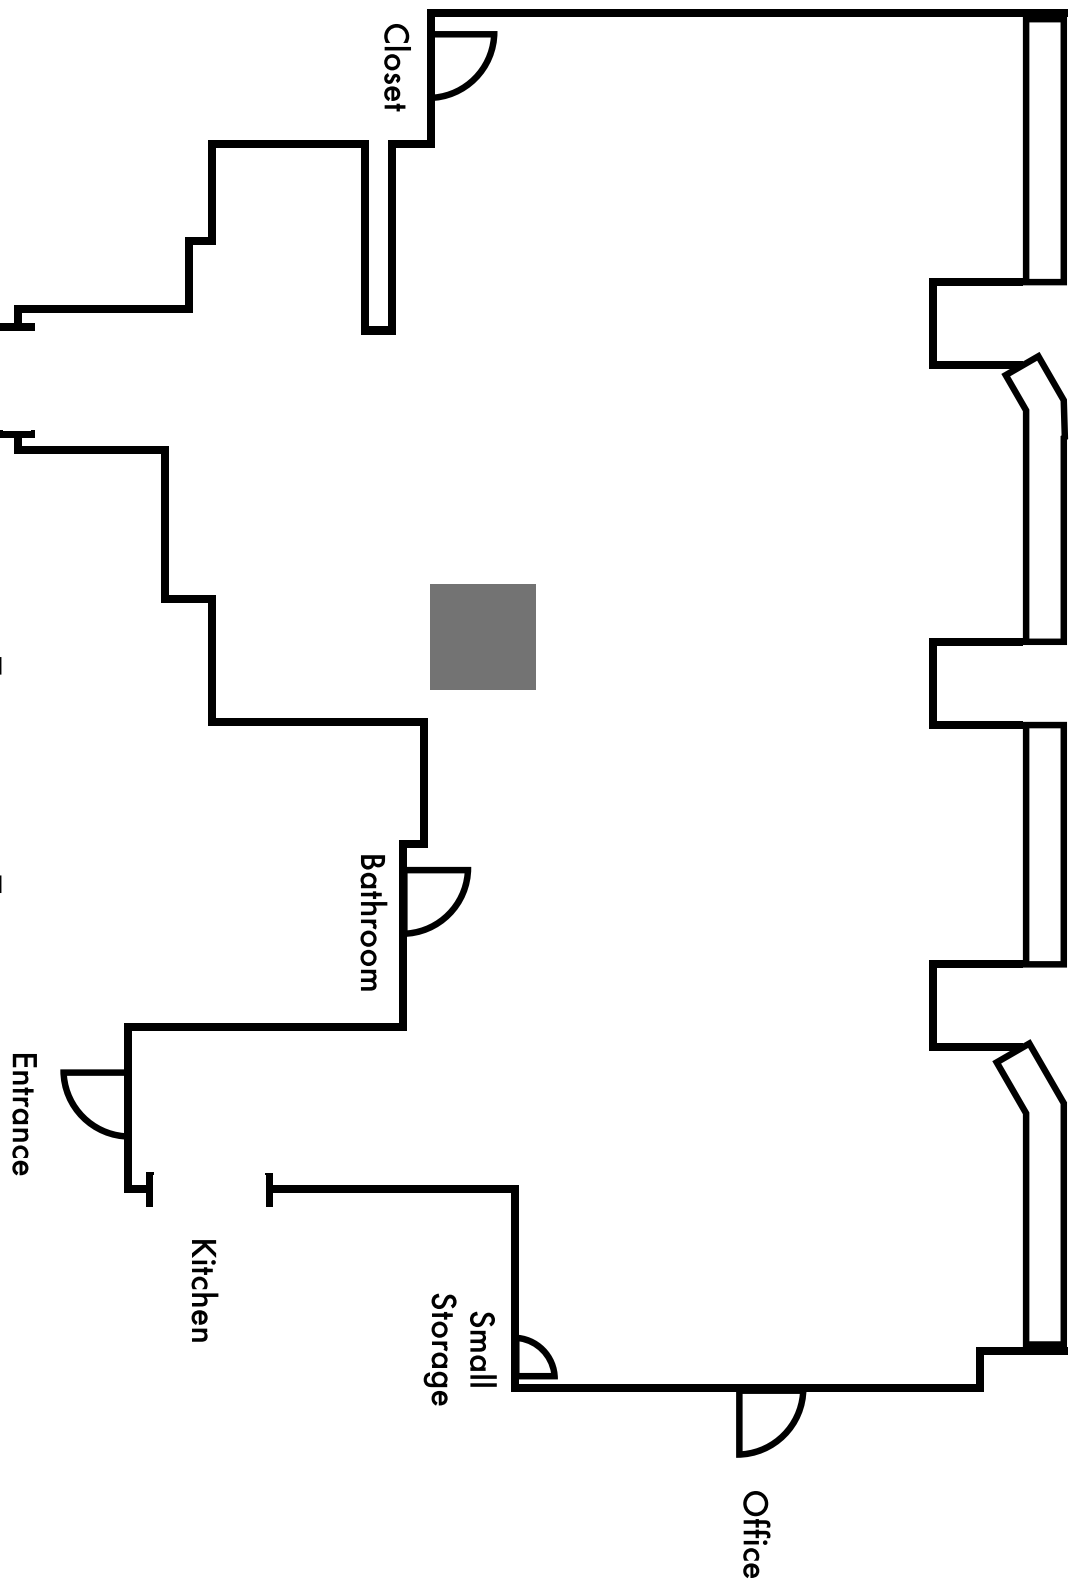 Closet
Bathroom
Entrance
Kitchen
Small
Storage
Office